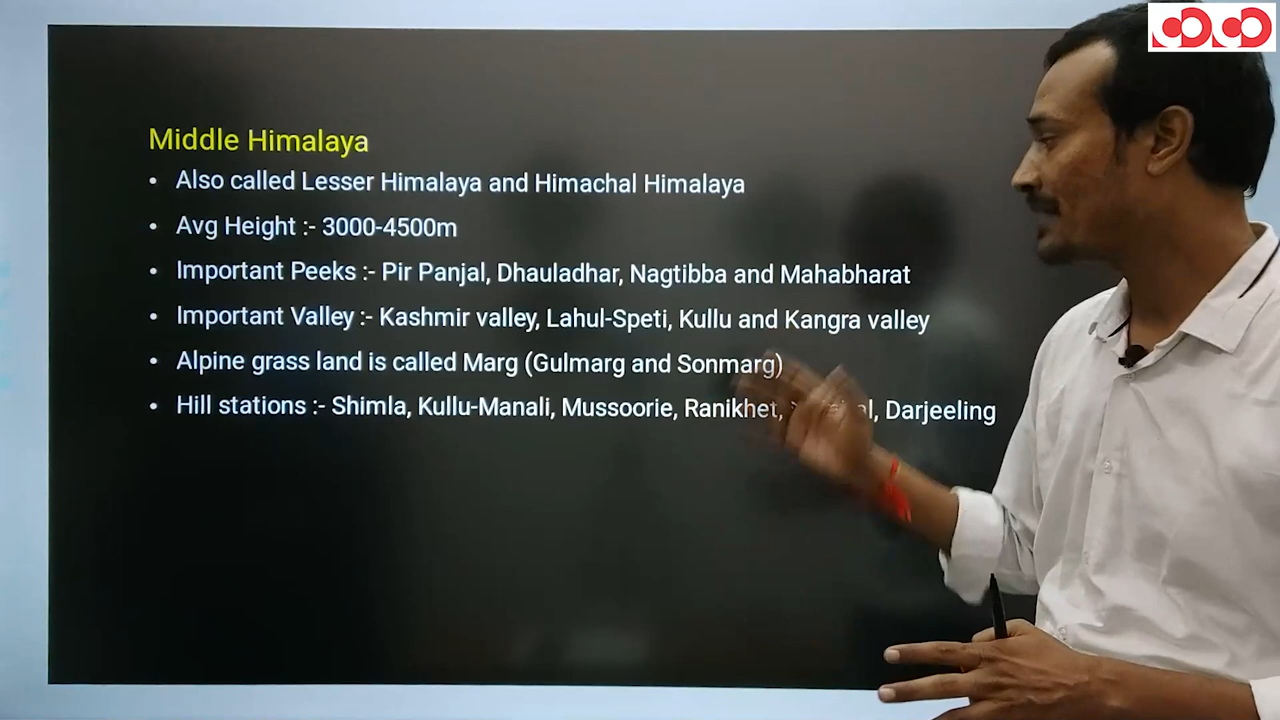 Middle Himalaya
• Also called Lesser Himalaya and Himachal Himalaya
• Avg Height :- 3000-4500m
• Important Peeks :- Pir Panjal, Dhauladhar, Nagtibba and Mahabharat
• Important Valley :- Kashmir valley, Lahul-Speti, Kullu and Kangra valley
• Alpine grass land is called Marg (Gulmarg and Sonmarg)
• Hill stations :- Shimla, Kullu-Manali, Mussoorie, Ranikhet, Darjeeling